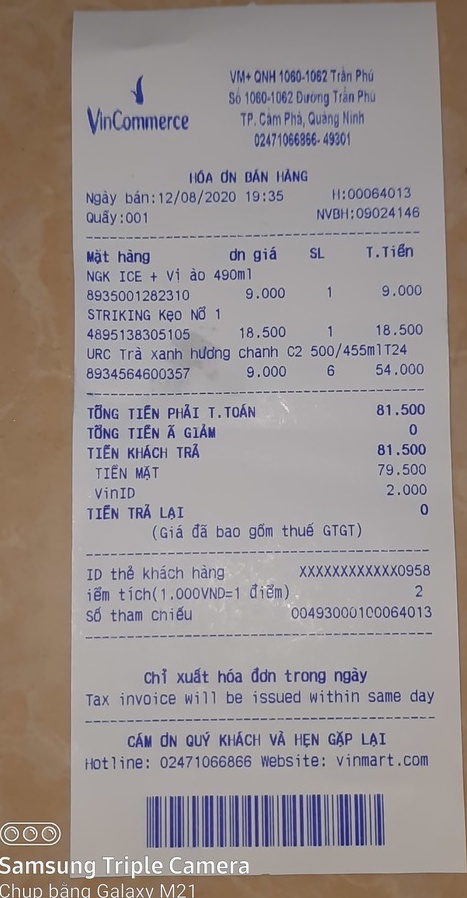 VinCommerce
VM+ QNH 1060-1062 Trần Phú
Số 1060-1062 Đường Trần Phú
TP. Cẩm Phả, Quảng Ninh
02471066866- 49301
HÓA ƠN BÁN HÀNG
Ngày bán:12/08/2020 19:35 H:00064013
Quầy:001 NVBH:09024146
Mặt hàng ơn giá SL T.Tiền
NGK ICE + Vị ào 490ml
8935001282310 9.000 1 9.000
STRIKING Kẹo Nổ 1
4895138305105 18.500 1 18.500
URC Trà xanh hương chanh C2 500/455mlT24
8934564600357 9.000 6 54.000
TỔNG TIỀN PHẢI T.TOÁN 81.500
TỔNG TIỀN Ã GIẢM 0
TIỀN KHÁCH TRẢ 81.500
TIỀN MẶT 79.500
VinID 2.000
TIỀN TRẢ LẠI 0
(Giá đã bao gồm thuế GTGT)
ID thẻ khách hàng XXXXXXXXXXXX0958
iểm tích(1.000VND=1 điểm) 2
Số tham chiếu 00493000100064013
Chỉ xuất hóa đơn trong ngày
Tax invoice will be issued within same day
CẢM ƠN QUÝ KHÁCH VÀ HẸN GẶP LẠI
Hotline: 02471066866 Website: vinmart.com
Samsung Triple Camera
Chụp bằng Galaxy M21